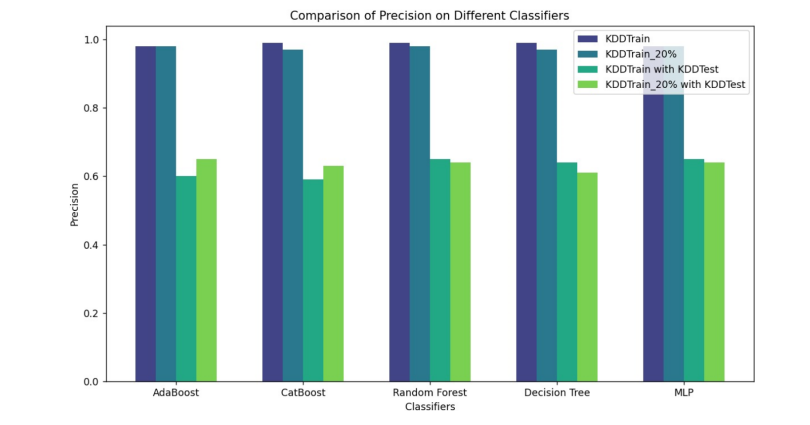 Comparison of Precision on Different Classifiers
KDDTrain
KDDTrain_20%
KDDTrain with KDDTest
KDDTrain_20% with KDDTest
Precision
1.0
0.8
0.6
0.4
0.2
0.0
AdaBoost CatBoost Random Forest Decision Tree MLP
Classifiers